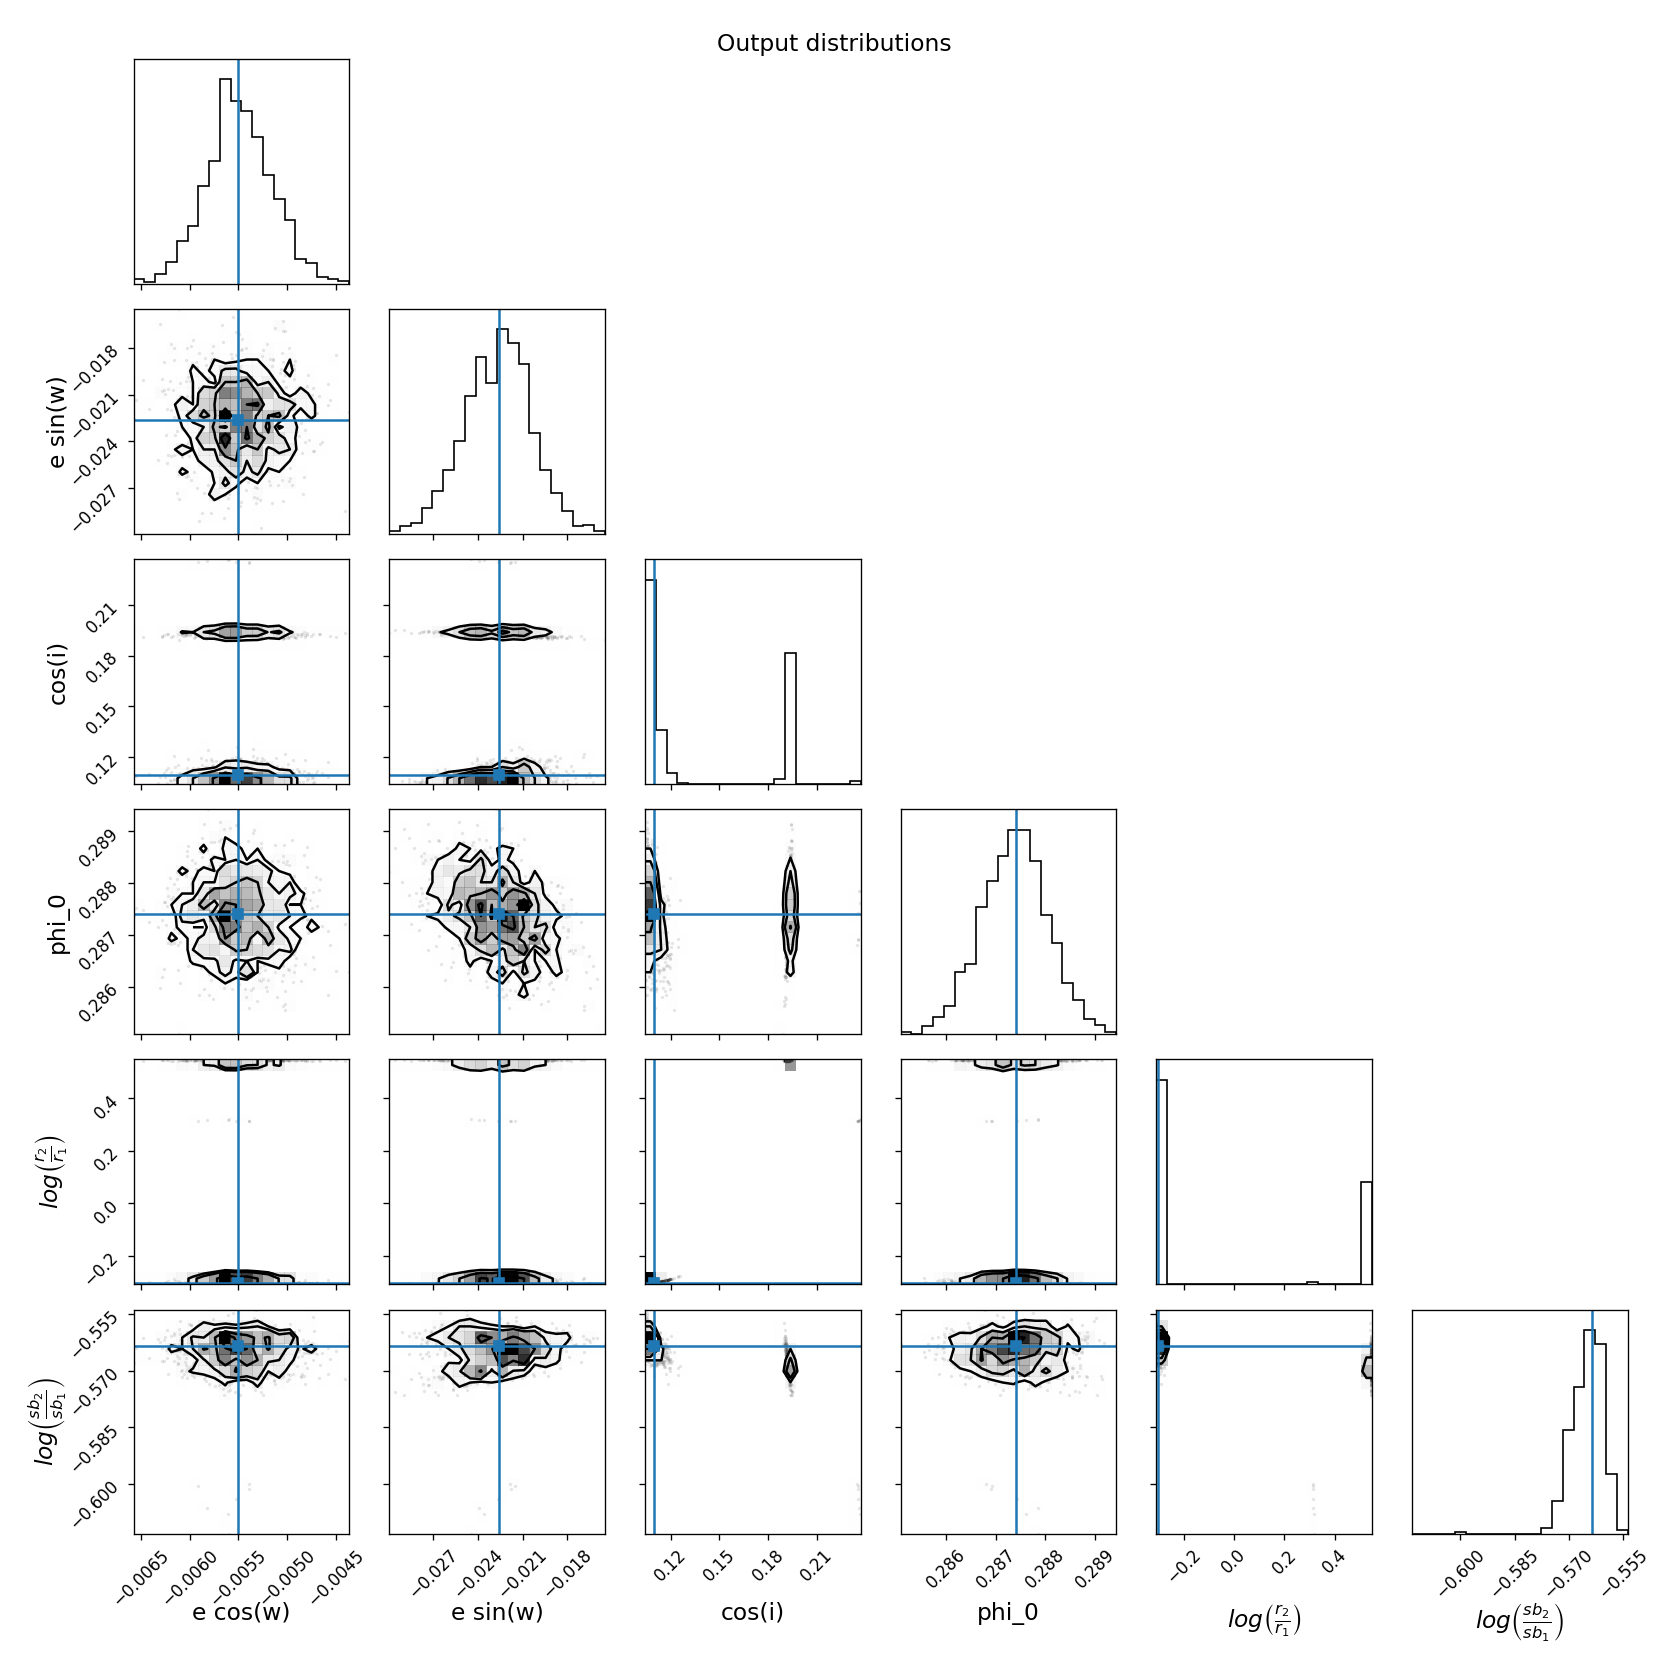 Output distributions
e sin(w)
−0.018
−0.021
−0.024
−0.027
cos(i)
0.21
0.18
0.15
0.12
phi_0
0.289
0.288
0.287
0.286
log(r2/r1)
0.4
0.2
0.0
−0.2
log(sb2/sb1)
−0.555
−0.570
−0.585
−0.600
−0.0065 −0.0060 −0.0055 −0.0050 −0.0045
−0.027 −0.024 −0.021 −0.018
0.12 0.15 0.18 0.21
0.286 0.287 0.288 0.289
−0.2 0.0 0.2 0.4
−0.600 −0.585 −0.570 −0.555
e cos(w)
e sin(w)
cos(i)
phi_0
log(r2/r1)
log(sb2/sb1)